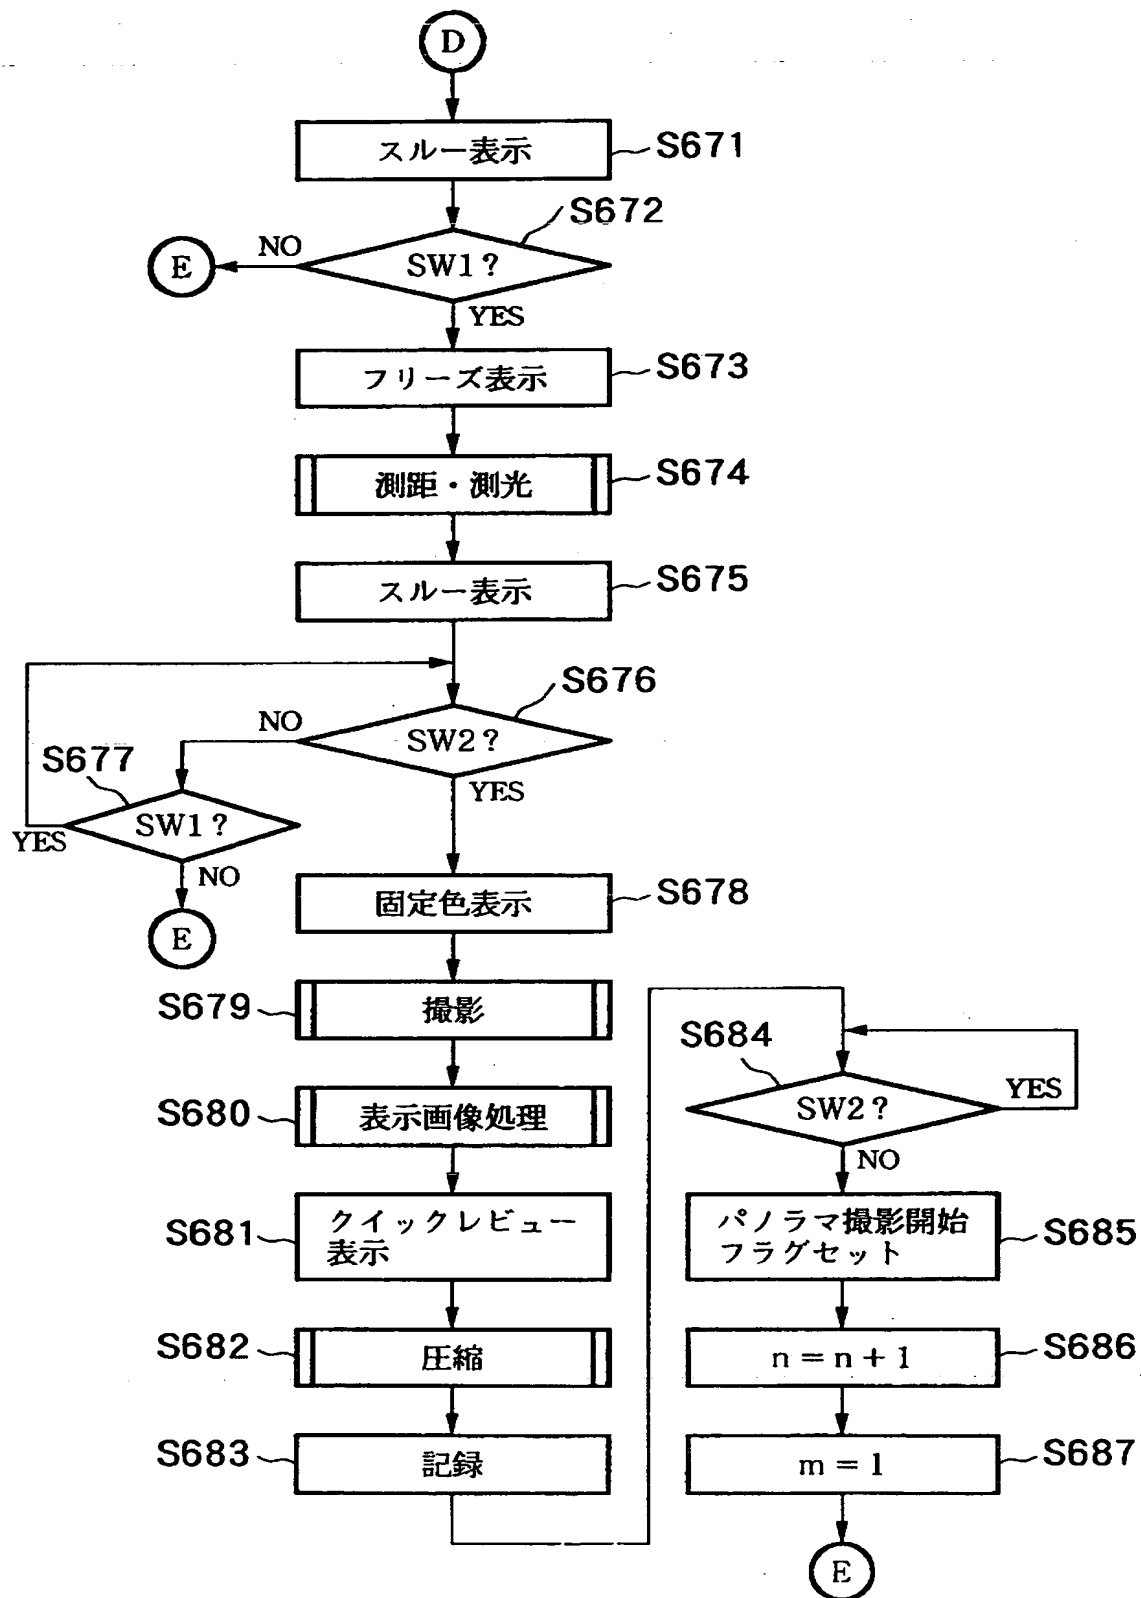 D
スルー表示
S671
S672
SW1?
NO
E
YES
フリーズ表示
S673
測距・測光
S674
スルー表示
S675
S676
SW2?
NO
YES
S677
SW1?
YES
NO
E
固定色表示
S678
S679
撮影
S680
表示画像処理
S681
クイックレビュー
表示
S682
圧縮
S683
記録
S684
SW2?
YES
NO
パノラマ撮影開始
フラグセット
S685
n=n+1
S686
m=1
S687
E